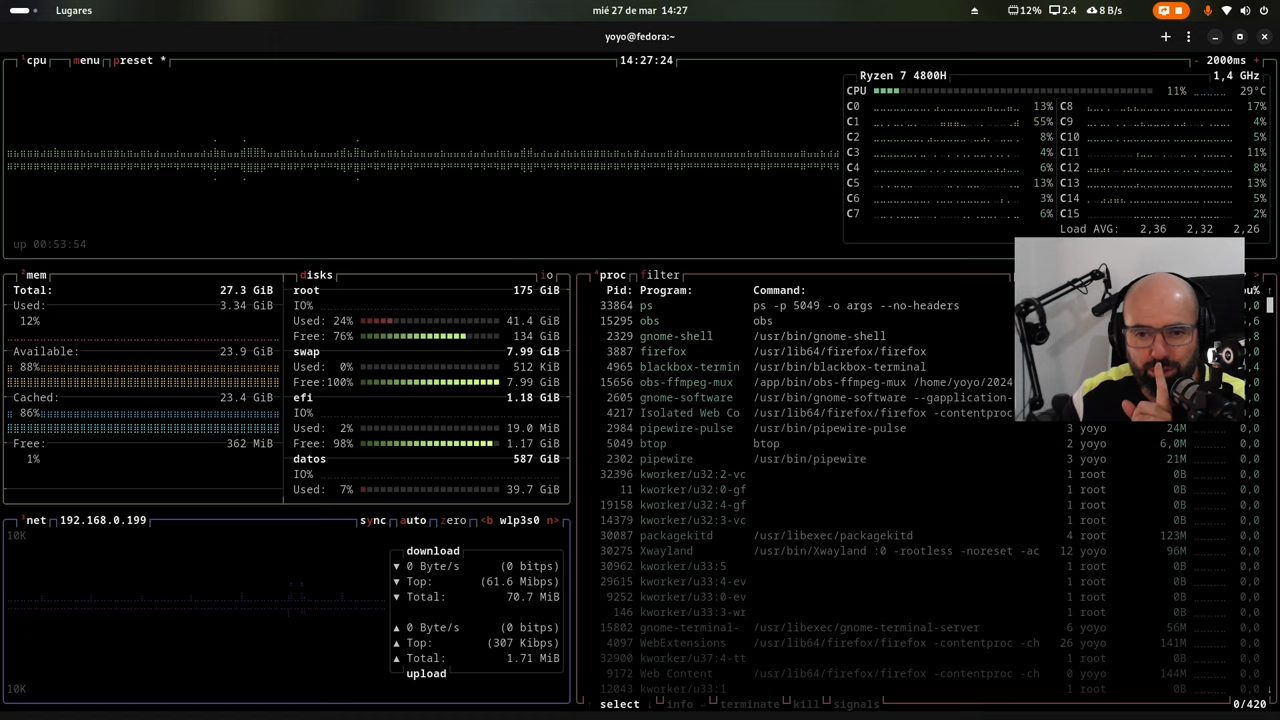 Lugares
mié 27 de mar 14:27
12% 2.4 8 B/s
yoyo@fedora:~
¹cpu menu preset * 14:27:24 - 2000ms +
Ryzen 7 4800H 1,4 GHz
CPU 11% 29°C
C0 13% C8 17%
C1 55% C9 4%
C2 8% C10 5%
C3 4% C11 11%
C4 6% C12 8%
C5 13% C13 13%
C6 3% C14 5%
C7 6% C15 2%
Load AVG: 2,36 2,32 2,26
up 00:53:54
²mem
Total: 27.3 GiB
Used: 3.34 GiB
12%
Available: 23.9 GiB
88%
Cached: 23.4 GiB
86%
Free: 362 MiB
1%
disks io
root 175 GiB
IO%
Used: 24% 41.4 GiB
Free: 76% 134 GiB
swap 7.99 GiB
Used: 0% 512 KiB
Free:100% 7.99 GiB
efi 1.18 GiB
IO%
Used: 2% 19.0 MiB
Free: 98% 1.17 GiB
datos 587 GiB
IO%
Used: 7% 39.7 GiB
³net 192.168.0.199 sync auto zero <b wlp3s0 n>
10K
download
▼ 0 Byte/s (0 bitps)
▼ Top: (61.6 Mibps)
▼ Total: 70.7 MiB
▲ 0 Byte/s (0 bitps)
▲ Top: (307 Kibps)
▲ Total: 1.71 MiB
upload
10K
⁴proc filter >
Pid: Program: Command: ↑
33864 ps ps -p 5049 -o args --no-headers
15295 obs obs
2329 gnome-shell /usr/bin/gnome-shell
3887 firefox /usr/lib64/firefox/firefox
4965 blackbox-termin blackbox-terminal
15656 obs-ffmpeg-mux /app/bin/obs-ffmpeg-mux /home/yoyo/2024
2605 gnome-software /usr/bin/gnome-software --gapplication-
4217 Isolated Web Co /usr/lib64/firefox/firefox -contentproc
2984 pipewire-pulse /usr/bin/pipewire-pulse 3 yoyo 24M 0,0
5049 btop btop 2 yoyo 6,0M 0,0
2302 pipewire /usr/bin/pipewire 3 yoyo 21M 0,0
32396 kworker/u32:2-vc 1 root 0B 0,0
11 kworker/u32:0-gf 1 root 0B 0,0
19158 kworker/u32:4-gf 1 root 0B 0,0
14379 kworker/u32:3-vc 1 root 0B 0,0
30087 packagekitd /usr/libexec/packagekitd 4 root 123M 0,0
30275 Xwayland /usr/bin/Xwayland :0 -rootless -noreset -ac 12 yoyo 96M 0,0
30962 kworker/u33:5 1 root 0B 0,0
29615 kworker/u33:4-ev 1 root 0B 0,0
9252 kworker/u33:0-ev 1 root 0B 0,0
146 kworker/u33:3-wr 1 root 0B 0,0
15802 gnome-terminal- /usr/libexec/gnome-terminal-server 6 yoyo 56M 0,0
4097 WebExtensions /usr/lib64/firefox/firefox -contentproc -ch 26 yoyo 141M 0,0
32900 kworker/u37:4-tt 1 root 0B 0,0
9172 Web Content /usr/lib64/firefox/firefox -contentproc -ch 0 yoyo 144M 0,0
12043 kworker/u33:1 1 root 0B 0,0
select ↓ info ↵ terminate kill signals 0/420